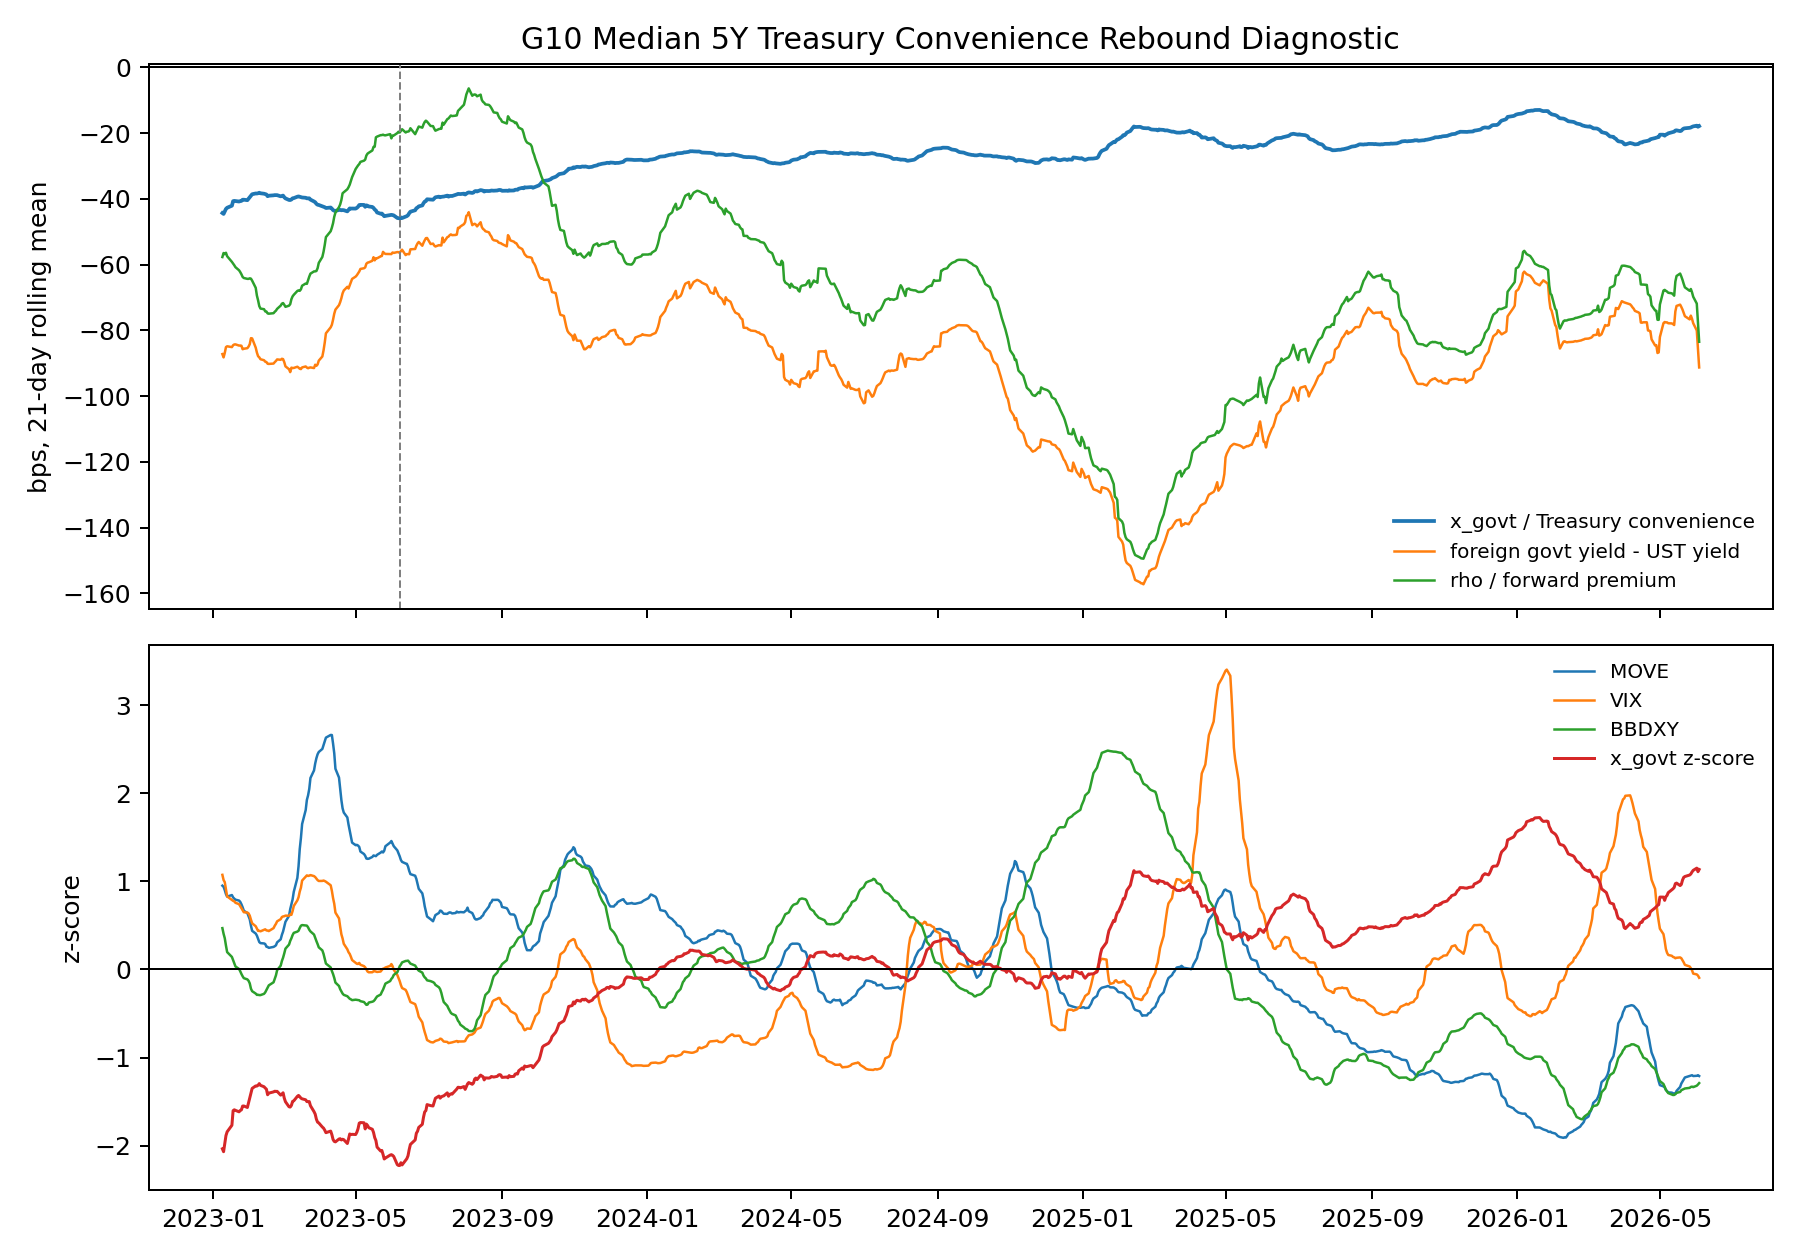 G10 Median 5Y Treasury Convenience Rebound Diagnostic
bps, 21-day rolling mean
0
−20
−40
−60
−80
−100
−120
−140
−160
x_govt / Treasury convenience
foreign govt yield - UST yield
rho / forward premium
z-score
3
2
1
0
−1
−2
MOVE
VIX
BBDXY
x_govt z-score
2023-01 2023-05 2023-09 2024-01 2024-05 2024-09 2025-01 2025-05 2025-09 2026-01 2026-05